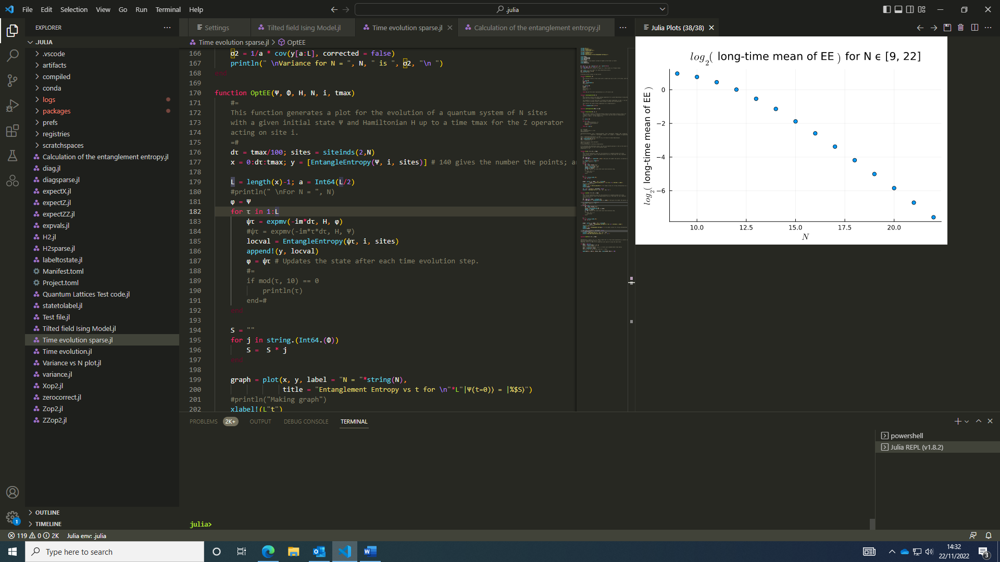 File Edit Selection View Go Run Terminal Help
.julia
EXPLORER
Settings
Tilted field Ising Model.jl
Time evolution sparse.jl
Calculation of the entanglement entropy.jl
Julia Plots (38/38)
.JULIA
.vscode
artifacts
compiled
conda
logs
packages
prefs
registries
scratchspaces
Calculation of the entanglement entropy.jl
diag.jl
diagsparse.jl
expectX.jl
expectZ.jl
expectZZ.jl
expvals.jl
H2.jl
H2sparse.jl
labeltostate.jl
Manifest.toml
Project.toml
Quantum Lattices Test code.jl
statetolabel.jl
Test file.jl
Tilted field Ising Model.jl
Time evolution sparse.jl
Time evolution.jl
Variance vs N plot.jl
variance.jl
Xop2.jl
zerocorrect.jl
Zop2.jl
ZZop2.jl
OUTLINE
TIMELINE
Time evolution sparse.jl > OptEE
166 σ2 = 1/a * cov(y[a:L], corrected = false)
167 println(" \nVariance for N = ", N, " is ", σ2, "\n ")
168 end
169
170 function OptEE(Ψ, Φ, H, N, i, tmax)
171 #=
172 This function generates a plot for the evolution of a quantum system of N sites
173 with a given initial state Ψ and Hamiltonian H up to a time tmax for the Z operator
174 acting on site i.
175 =#
176 dτ = tmax/100; sites = siteinds(2,N)
177 x = 0:dτ:tmax; y = [EntangleEntropy(Ψ, i, sites)] # 140 gives the number the points; a
178
179 L = length(x)-1; a = Int64(L/2)
180 #println(" \nFor N = ", N)
181 φ = Ψ
182 for τ in 1:L
183 ψτ = expmv(-im*dτ, H, φ)
184 #ψτ = expmv(-im*τ*dτ, H, Ψ)
185 locval = EntangleEntropy(ψτ, i, sites)
186 append!(y, locval)
187 φ = ψτ # Updates the state after each time evolution step.
188 #=
189 if mod(τ, 10) == 0
190 println(τ)
191 end=#
192 end
193
194 S = ""
195 for j in string.(Int64.(Φ))
196 S = S * j
197 end
198
199 graph = plot(x, y, label = "N = "*string(N),
200 title = "Entanglement Entropy vs t for \n"*L"|Ψ(t=0)⟩ = |%$S⟩")
201 #println("Making graph")
202 xlabel!(L"t")
log2( long-time mean of EE ) for N ∈ [9, 22]
log2( long-time mean of EE )
0
−2
−4
−6
10.0 12.5 15.0 17.5 20.0
N
PROBLEMS 2K+ OUTPUT DEBUG CONSOLE TERMINAL
powershell
Julia REPL (v1.8.2)
julia>
1
119 0 2K Julia env: .julia
Type here to search
14:32
22/11/2022
3